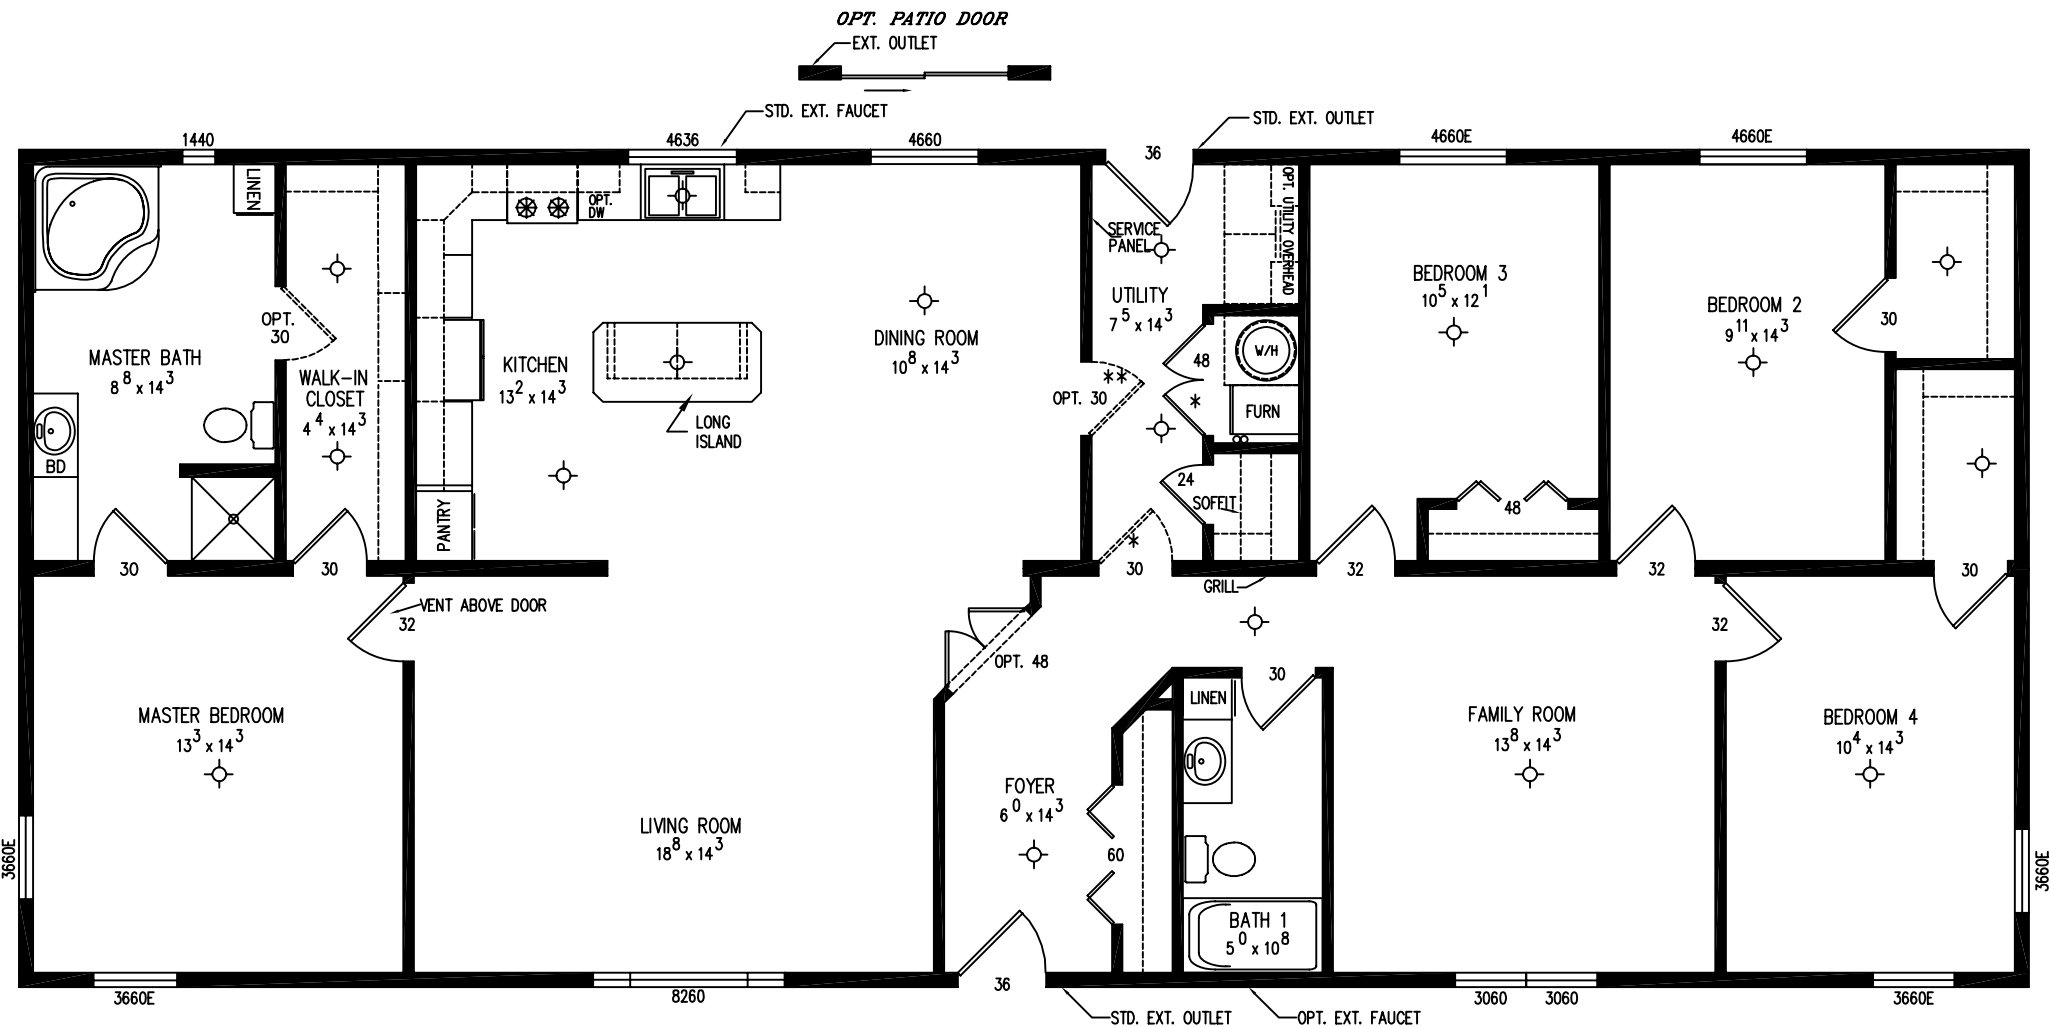 OPT. PATIO DOOR
EXT. OUTLET
STD. EXT. FAUCET
STD. EXT. OUTLET
1440
4636
4660
36
4660E
4660E
LINEN
OPT.
DW
SERVICE
PANEL
OPT. UTILITY OVERHEAD
OPT.
30
MASTER BATH
8 8 x 14 3
WALK-IN
CLOSET
4 4 x 14 3
KITCHEN
13 2 x 14 3
LONG
ISLAND
DINING ROOM
10 8 x 14 3
UTILITY
7 5 x 14 3
BEDROOM 3
10 5 x 12 1
BEDROOM 2
9 11 x 14 3
30
48
W/H
**
OPT. 30
*
FURN
BD
24
SOFFIT
48
PANTRY
*
30
30
30
GRILL
32
32
30
VENT ABOVE DOOR
32
32
OPT. 48
30
LINEN
MASTER BEDROOM
13 3 x 14 3
FAMILY ROOM
13 8 x 14 3
BEDROOM 4
10 4 x 14 3
FOYER
6 0 x 14 3
LIVING ROOM
18 8 x 14 3
60
3660E
3660E
BATH 1
5 0 x 10 8
36
3660E
8260
3060
3060
3660E
STD. EXT. OUTLET
OPT. EXT. FAUCET